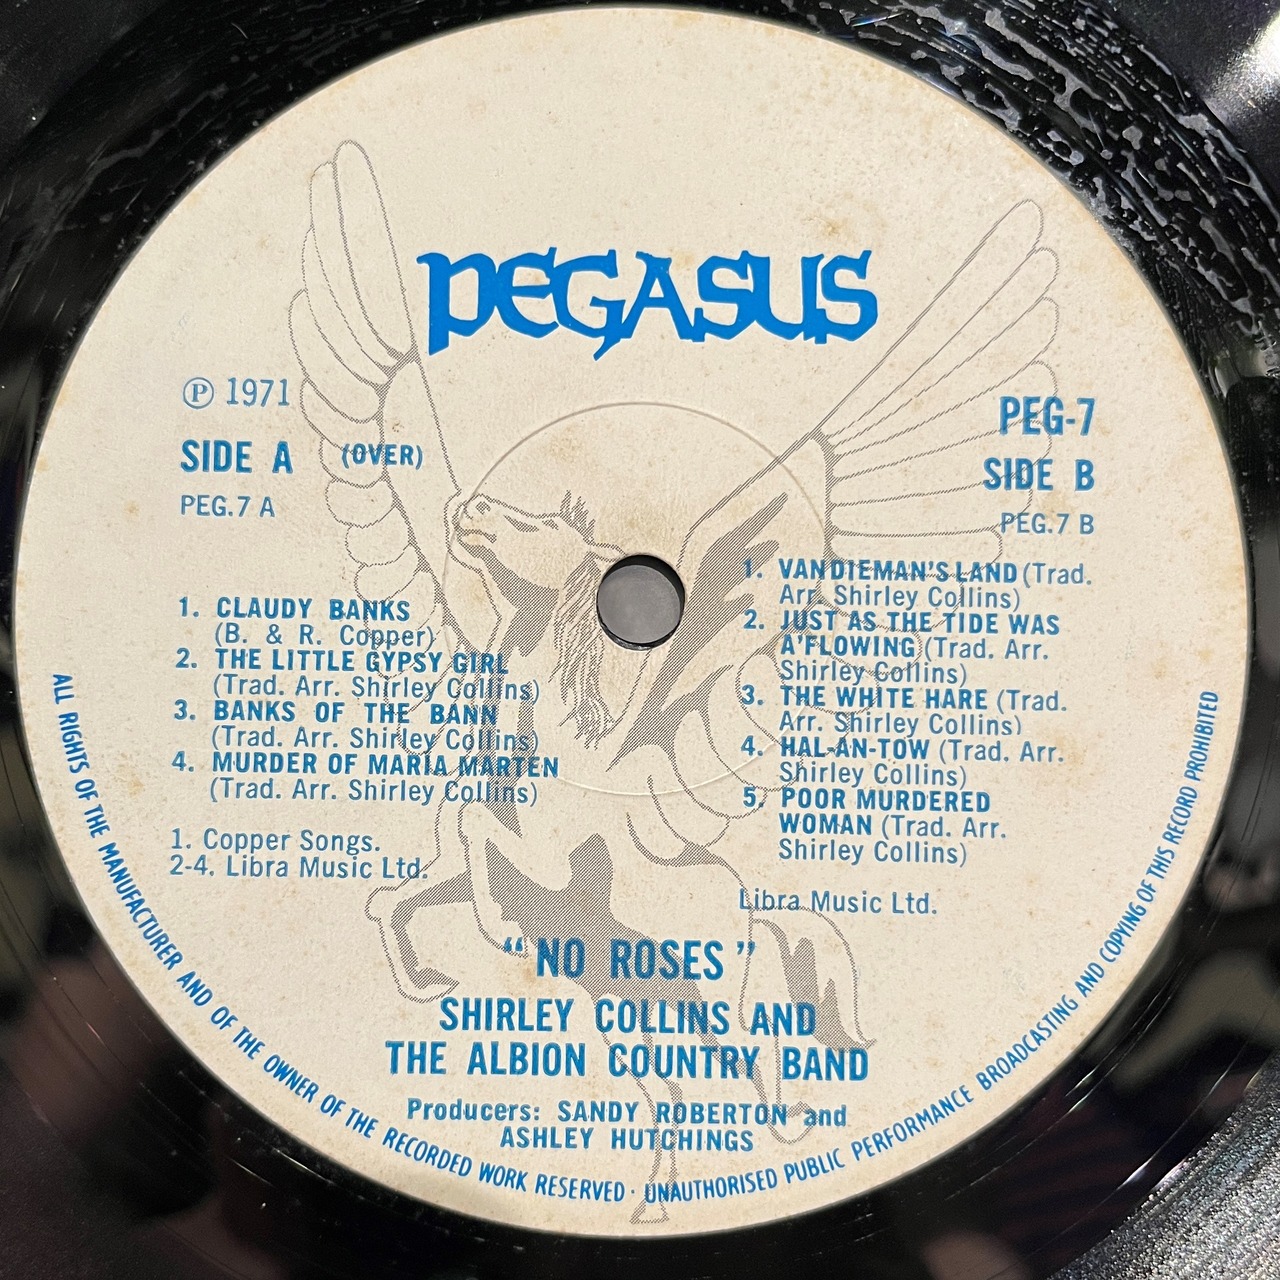 PEGASUS
℗ 1971
SIDE A (OVER)
PEG.7 A
1. CLAUDY BANKS
(B. & R. Copper)
2. THE LITTLE GYPSY GIRL
(Trad. Arr. Shirley Collins)
3. BANKS OF THE BANN
(Trad. Arr. Shirley Collins)
4. MURDER OF MARIA MARTEN
(Trad. Arr. Shirley Collins)
1. Copper Songs.
2-4. Libra Music Ltd.
PEG-7
SIDE B
PEG.7 B
1. VAN DIEMAN'S LAND (Trad.
Arr. Shirley Collins)
2. JUST AS THE TIDE WAS
A'FLOWING (Trad. Arr.
Shirley Collins)
3. THE WHITE HARE (Trad.
Arr. Shirley Collins)
4. HAL-AN-TOW (Trad. Arr.
Shirley Collins)
5. POOR MURDERED
WOMAN (Trad. Arr.
Shirley Collins)
Libra Music Ltd.
“NO ROSES”
SHIRLEY COLLINS AND
THE ALBION COUNTRY BAND
Producers: SANDY ROBERTON and
ASHLEY HUTCHINGS
ALL RIGHTS OF THE MANUFACTURER AND OF THE OWNER OF THE RECORDED WORK RESERVED · UNAUTHORISED PUBLIC PERFORMANCE BROADCASTING AND COPYING OF THIS RECORD PROHIBITED